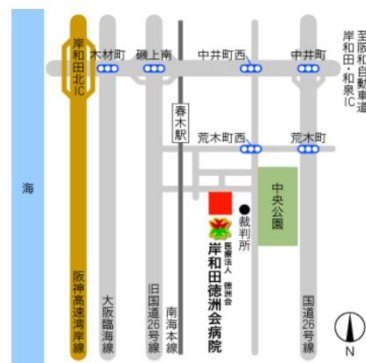 岸和田北IC
木材町
磯上南
中井町西
中井町
至阪和自動車道
岸和田・和泉IC
春木駅
荒木町西
荒木町
海
中央公園
裁判所
医療法人 徳洲会
岸和田徳洲会病院
阪神高速湾岸線
大阪臨海線
旧国道26号線
南海本線
国道26号線
N